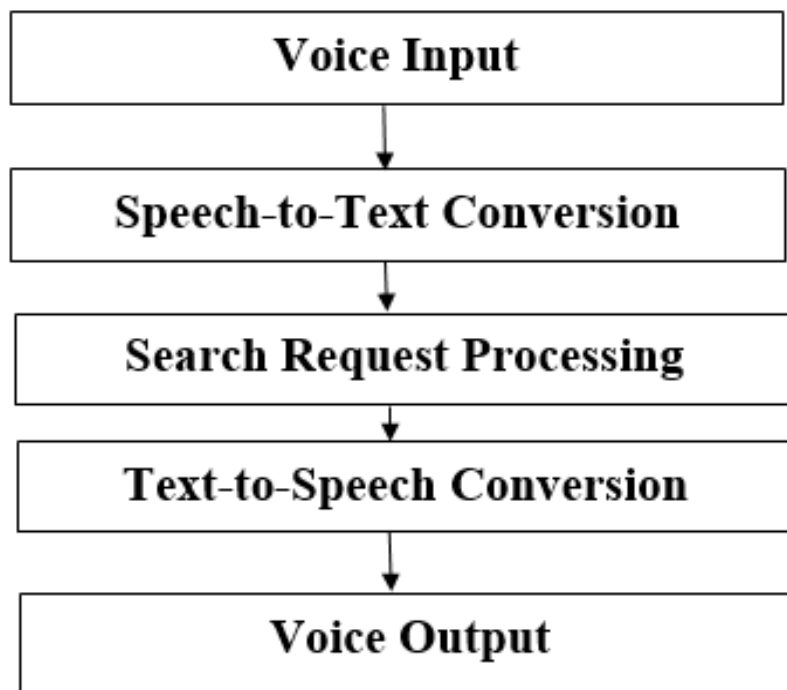 Voice Input
Speech-to-Text Conversion
Search Request Processing
Text-to-Speech Conversion
Voice Output